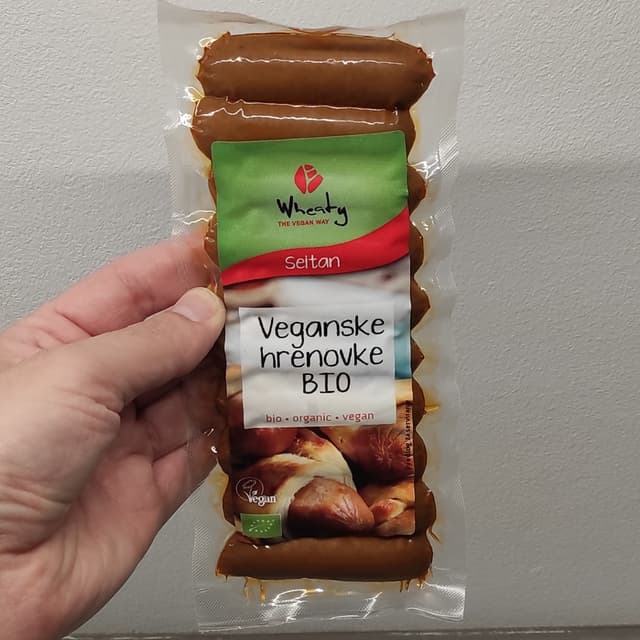 Wheaty
THE VEGAN WAY
Seitan
Veganske
hrenovke
BIO
bio • organic • vegan
Vegan